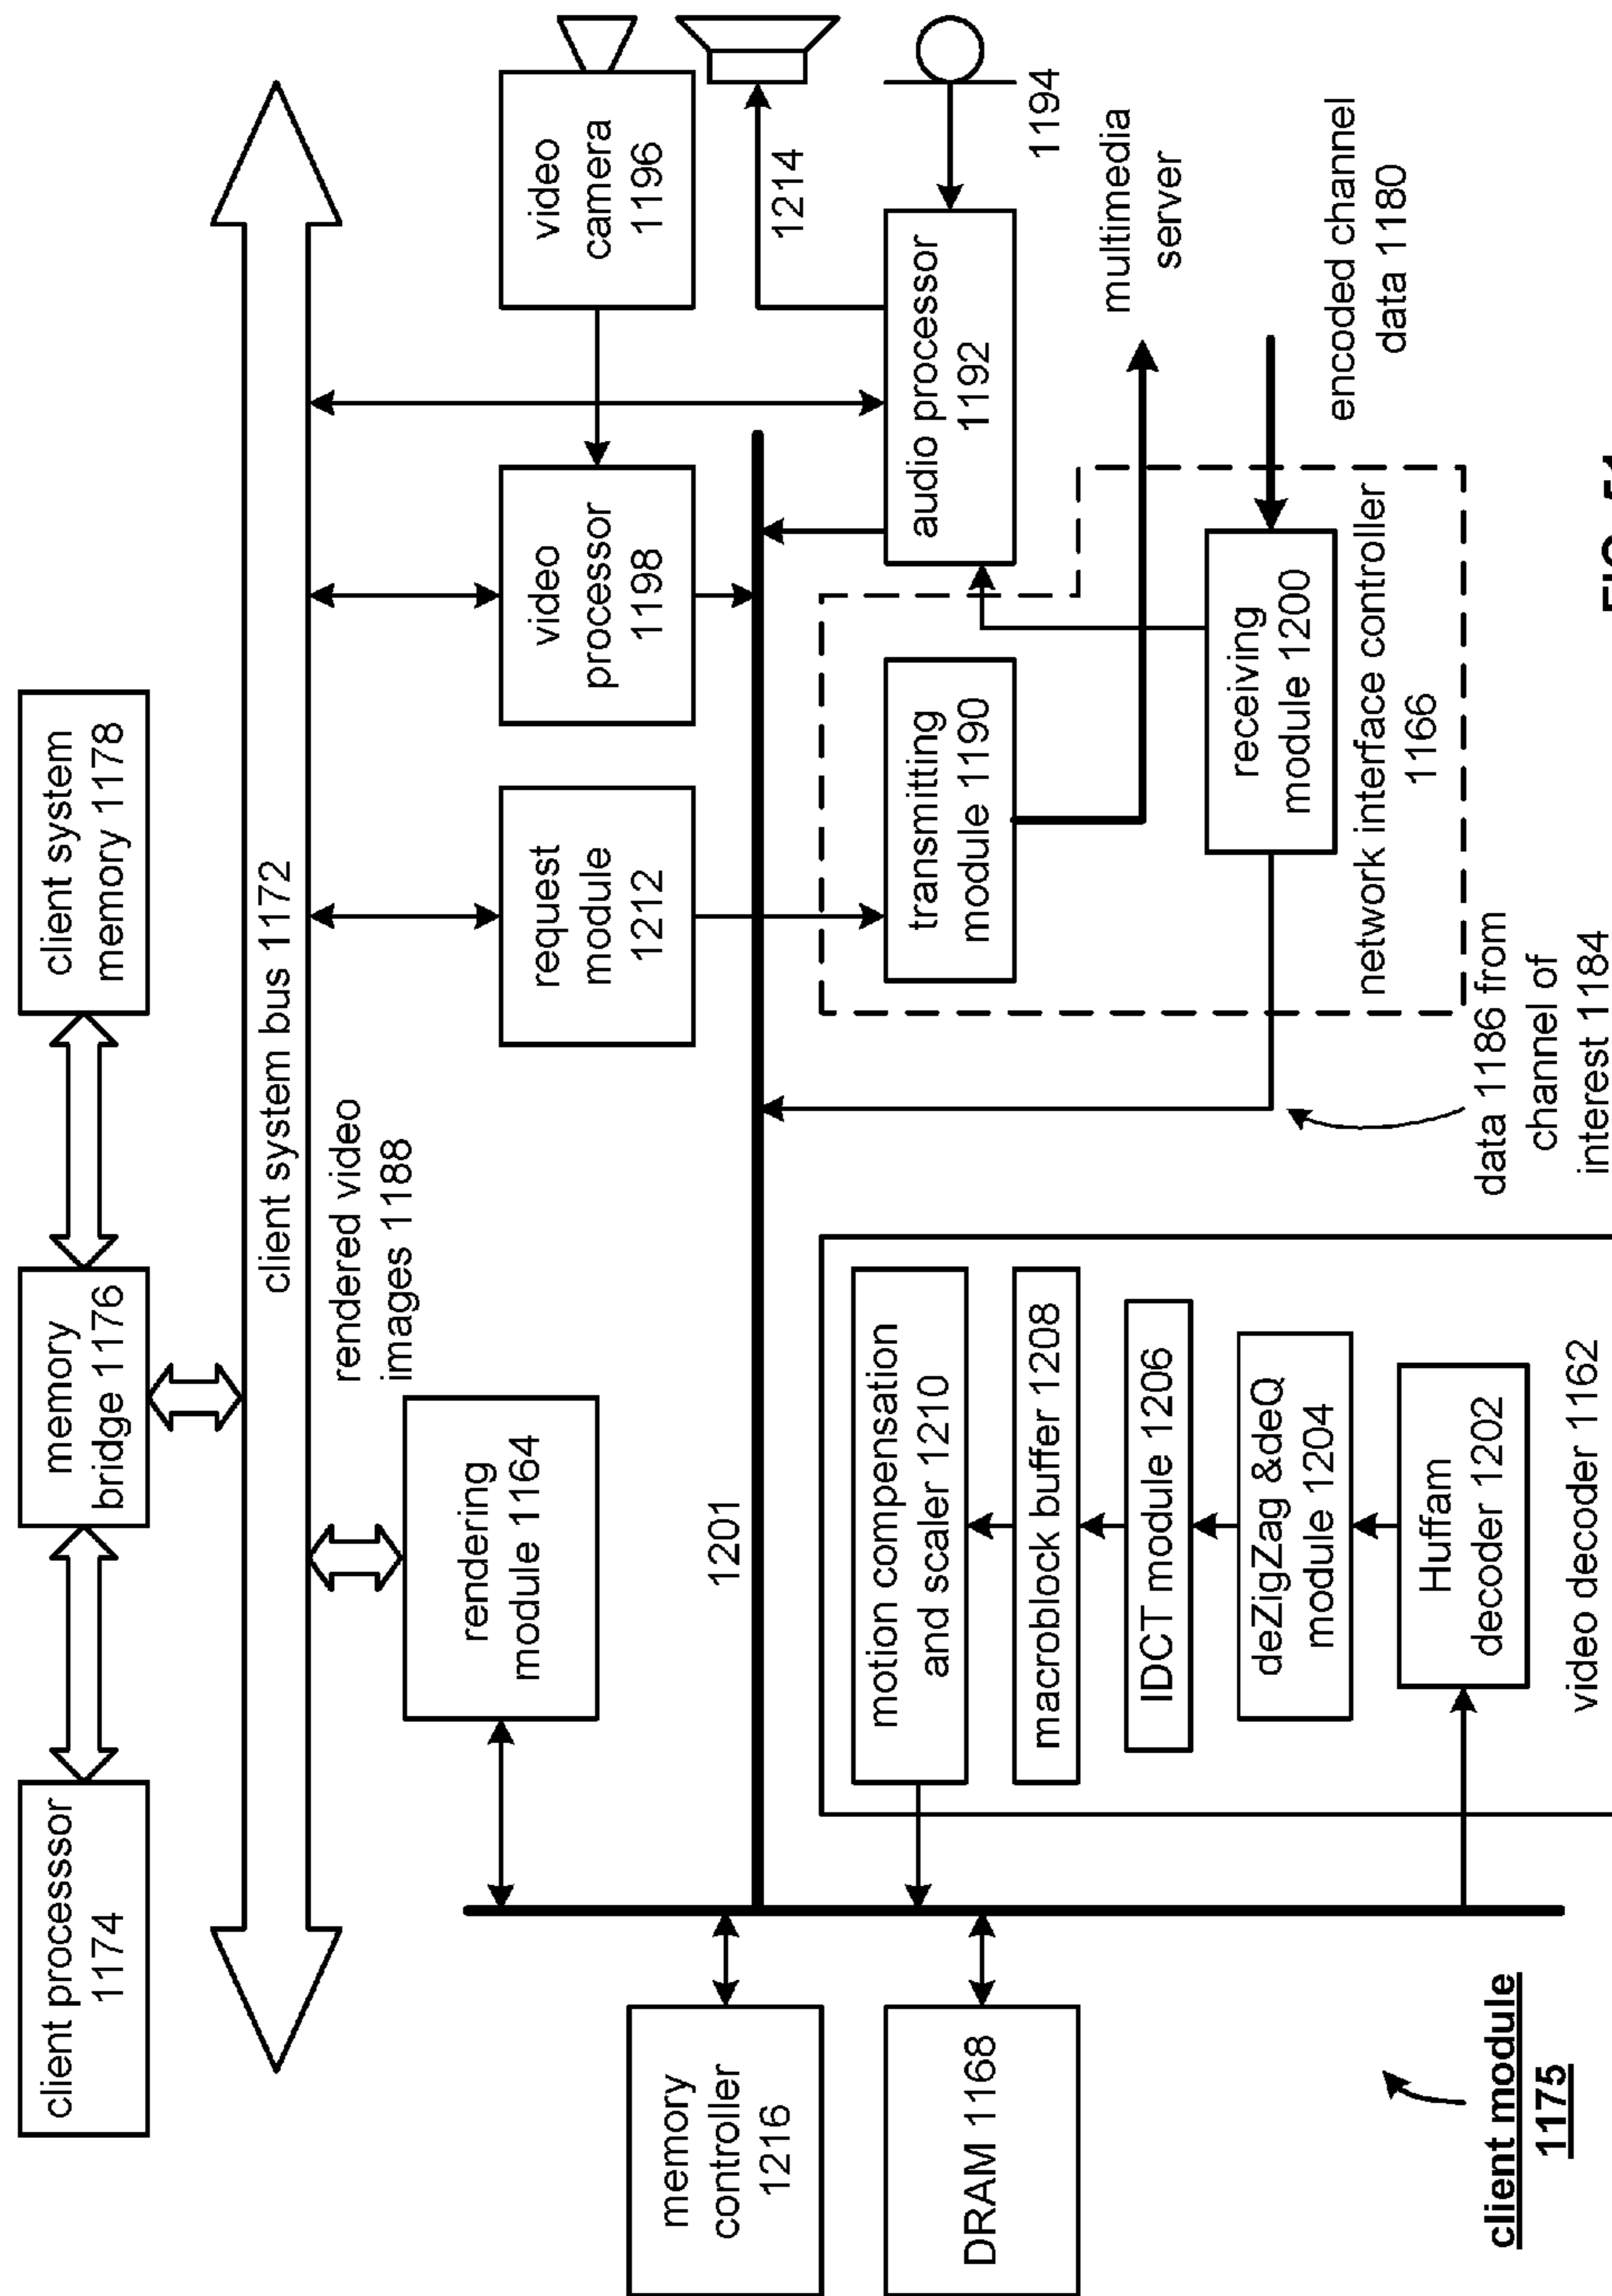 client processsor
1174
memory
bridge 1176
client system
memory 1178
client system bus 1172
rendered video
images 1188
rendering
module 1164
request
module
1212
video
processor
1198
video
camera
1196
memory
controller
1216
1201
1214
DRAM 1168
motion compensation
and scaler 1210
macroblock buffer 1208
IDCT module 1206
deZigZag &deQ
module 1204
Huffam
decoder 1202
video decoder 1162
transmitting
module 1190
audio processor
1192
1194
multimedia
server
receiving
module 1200
network interface controller
1166
encoded channel
data 1180
data 1186 from
channel of
interest 1184
client module
1175
FIG. 51